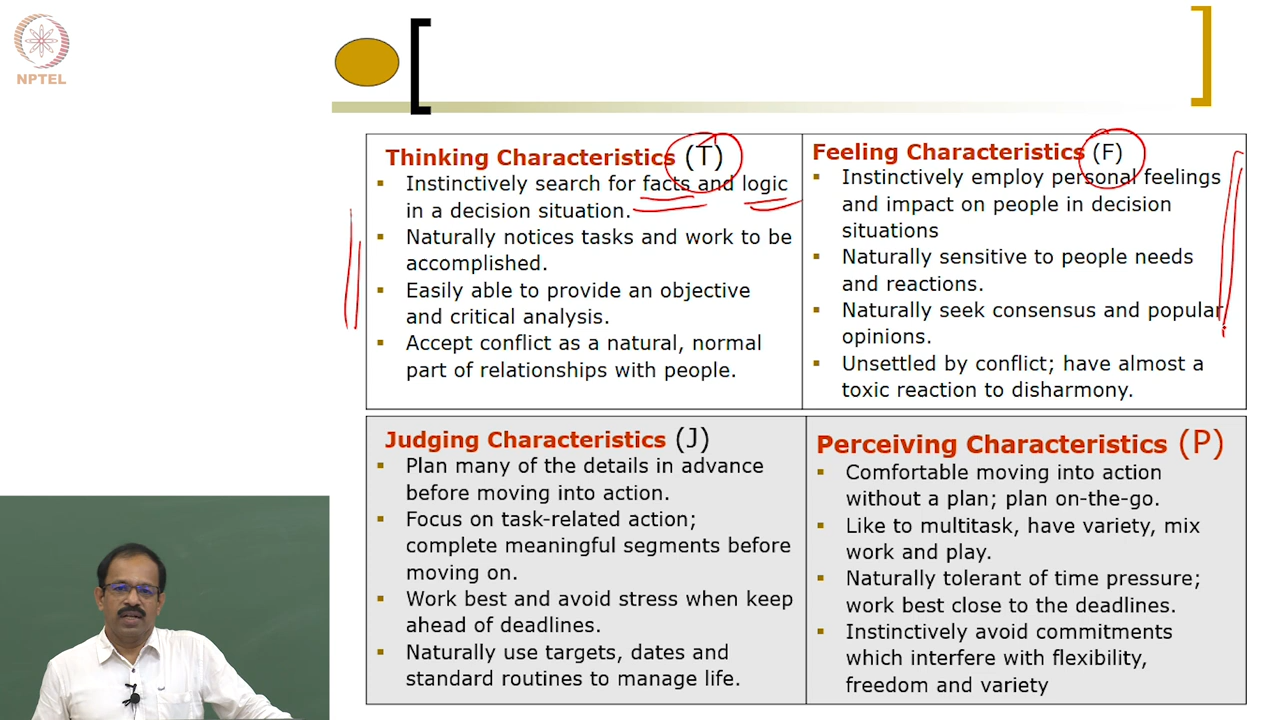 NPTEL
Thinking Characteristics (T)
▪ Instinctively search for facts and logic
in a decision situation.
▪ Naturally notices tasks and work to be
accomplished.
▪ Easily able to provide an objective
and critical analysis.
▪ Accept conflict as a natural, normal
part of relationships with people.
Feeling Characteristics (F)
▪ Instinctively employ personal feelings
and impact on people in decision
situations
▪ Naturally sensitive to people needs
and reactions.
▪ Naturally seek consensus and popular
opinions.
▪ Unsettled by conflict; have almost a
toxic reaction to disharmony.
Judging Characteristics (J)
▪ Plan many of the details in advance
before moving into action.
▪ Focus on task-related action;
complete meaningful segments before
moving on.
▪ Work best and avoid stress when keep
ahead of deadlines.
▪ Naturally use targets, dates and
standard routines to manage life.
Perceiving Characteristics (P)
▪ Comfortable moving into action
without a plan; plan on-the-go.
▪ Like to multitask, have variety, mix
work and play.
▪ Naturally tolerant of time pressure;
work best close to the deadlines.
▪ Instinctively avoid commitments
which interfere with flexibility,
freedom and variety